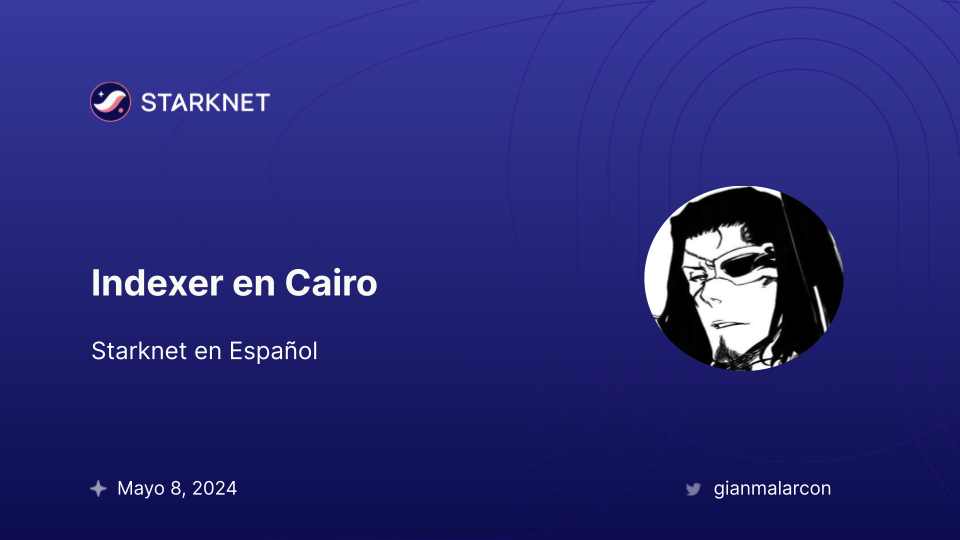 STARKNET
Indexer en Cairo
Starknet en Español
Mayo 8, 2024
gianmalarcon